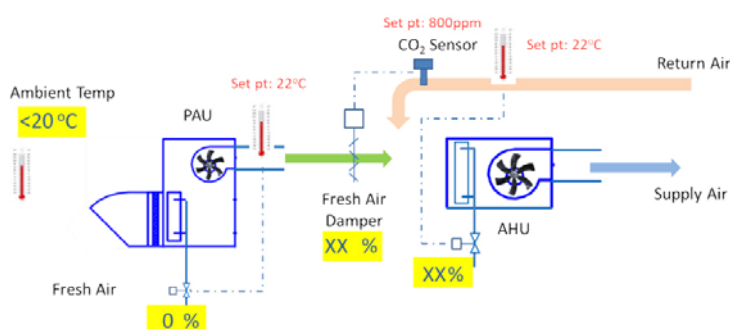 Set pt: 800ppm
CO₂ Sensor
Set pt: 22°C
Return Air
Ambient Temp
<20 °C
PAU
Set pt: 22°C
Fresh Air
Damper
XX %
AHU
Supply Air
XX%
Fresh Air
0 %